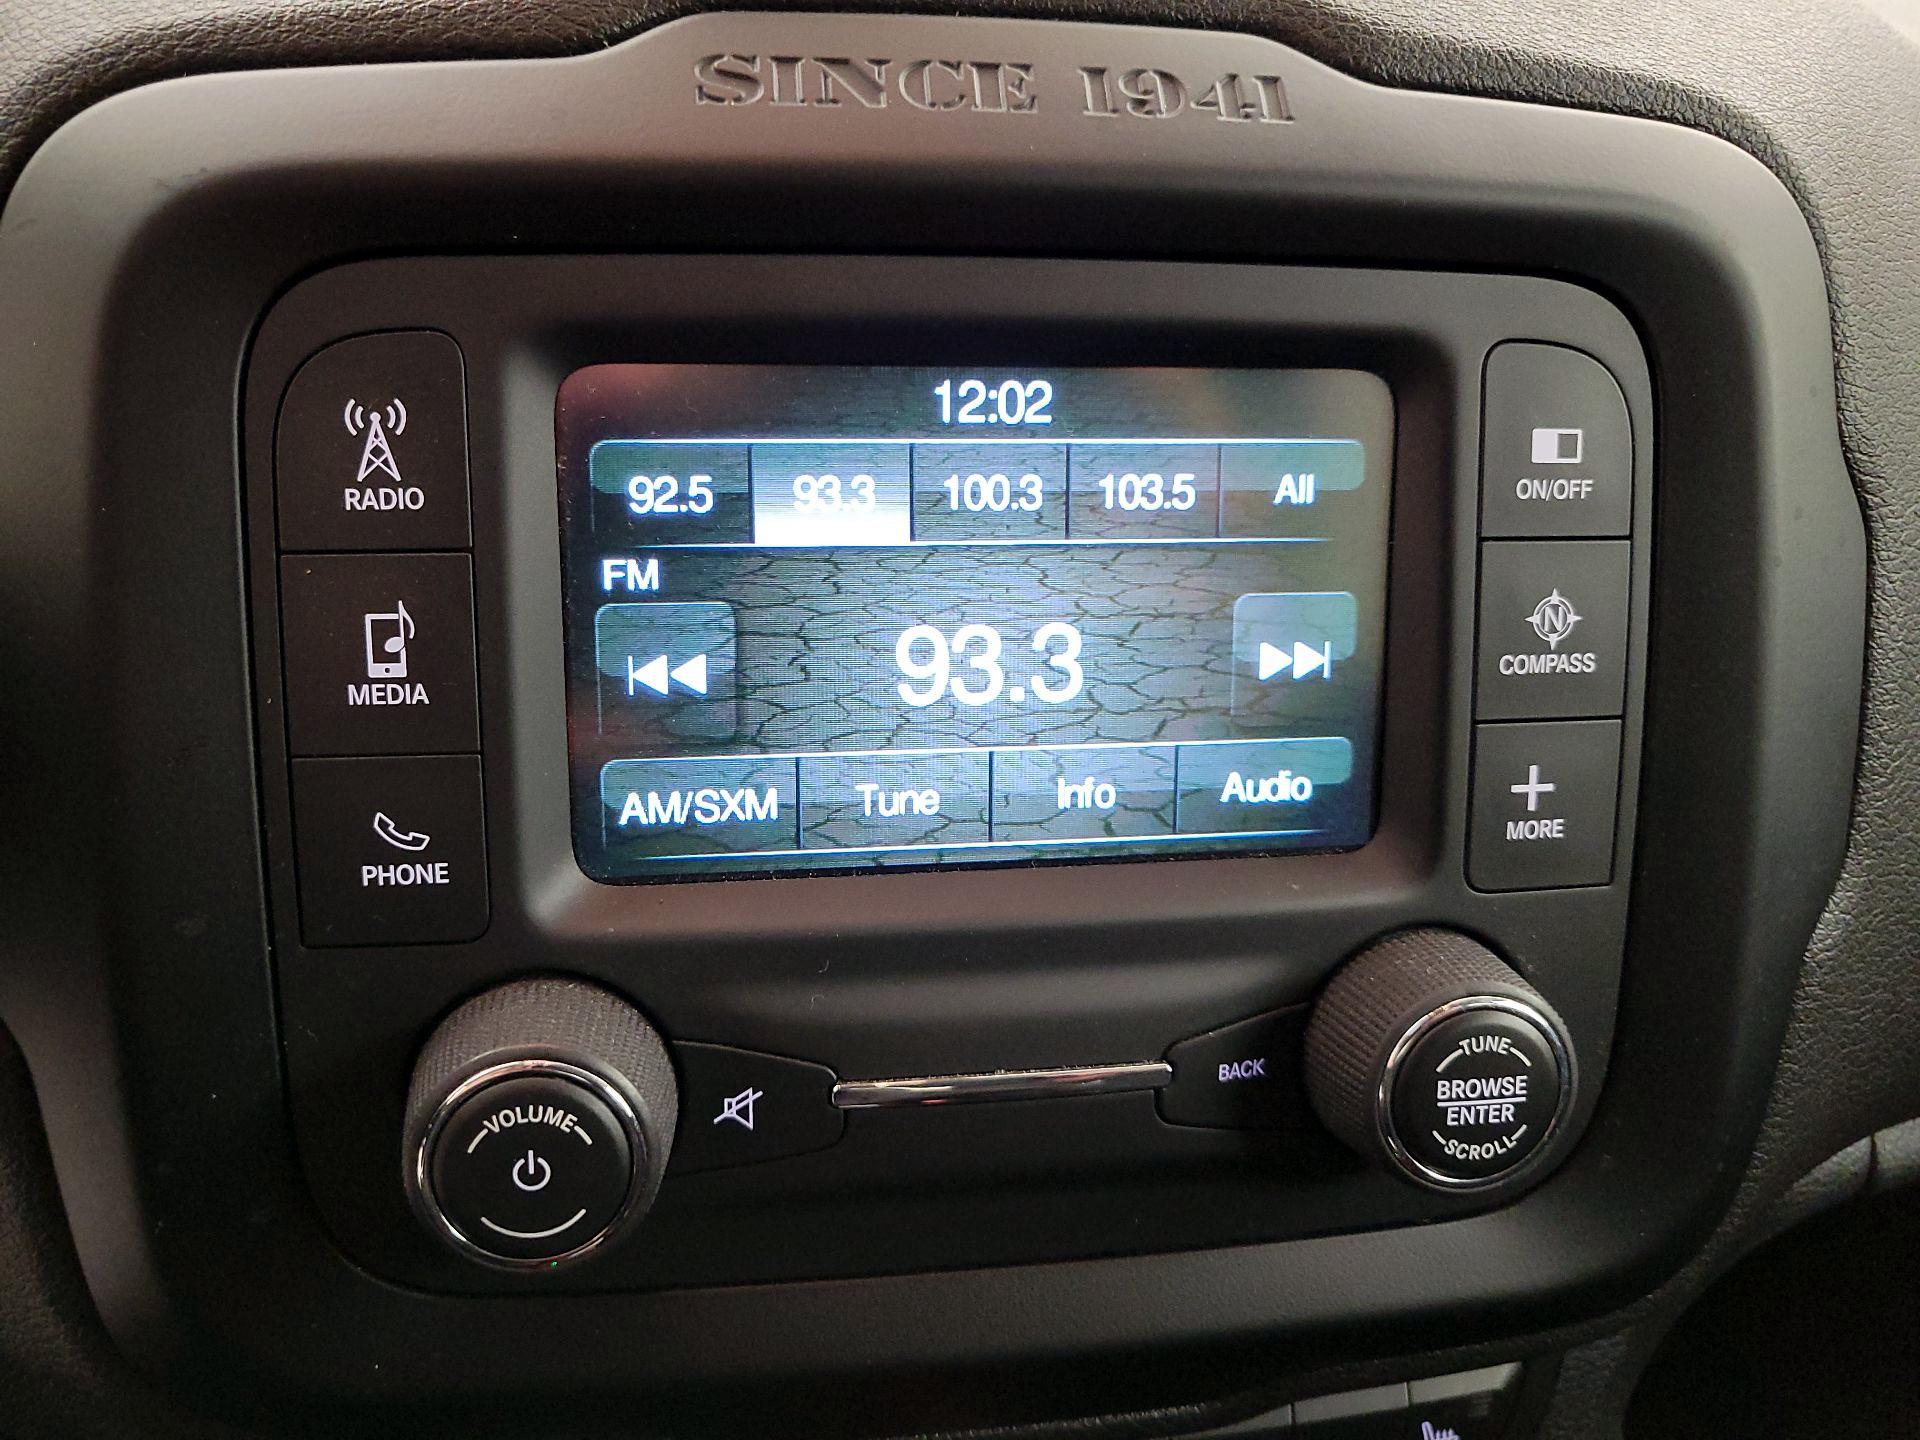 SINCE 1941
12:02
92.5 93.3 100.3 103.5 All
FM
93.3
AM/SXM Tune Info Audio
RADIO
MEDIA
PHONE
ON/OFF
N
COMPASS
MORE
VOLUME
BACK
TUNE
BROWSE
ENTER
SCROLL